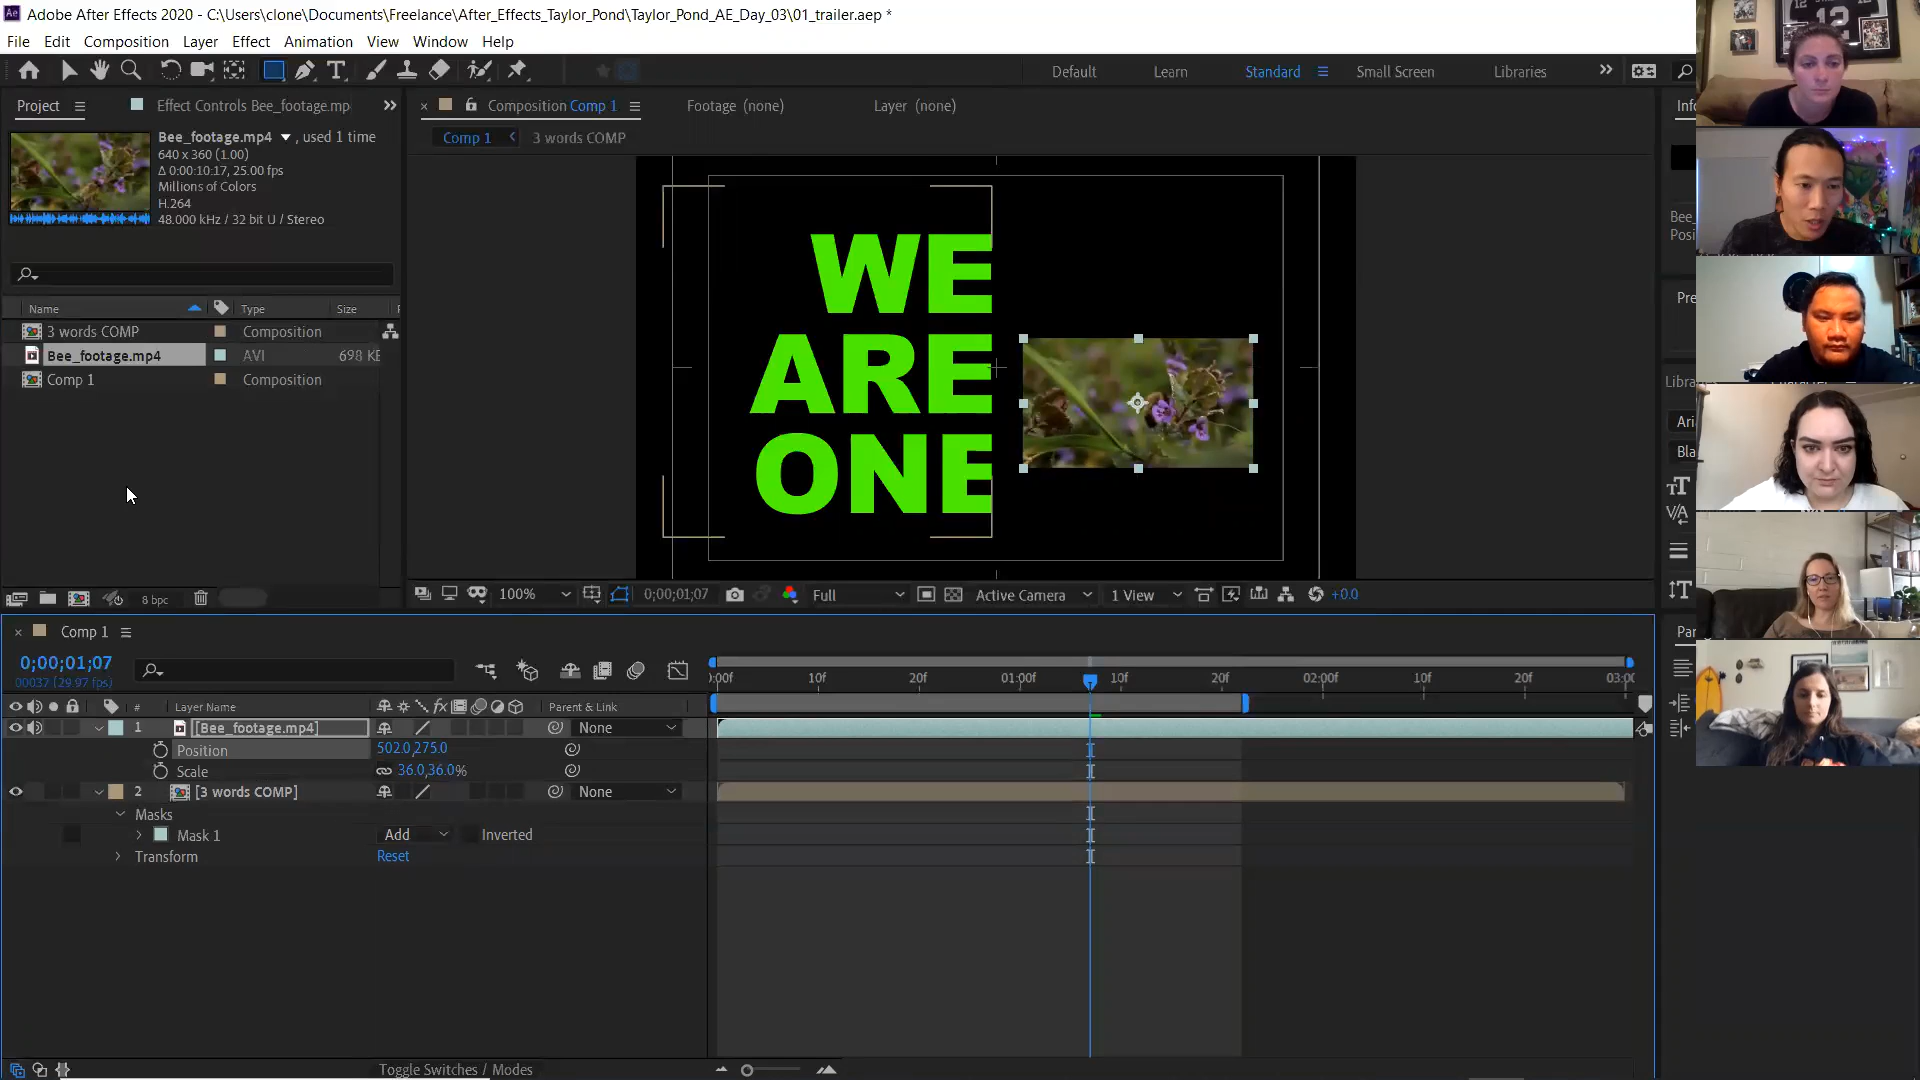 Adobe After Effects 2020 - C:\Users\clone\Documents\Freelance\After_Effects_Taylor_Pond\Taylor_Pond_AE_Day_03\01_trailer.aep *
File Edit Composition Layer Effect Animation View Window Help
Default Learn Standard Small Screen Libraries
Project Effect Controls Bee_footage.mp
Composition Comp 1 Footage (none) Layer (none)
Bee_footage.mp4 , used 1 time
640 x 360 (1.00)
Δ 0:00:10:17, 25.00 fps
Millions of Colors
H.264
48.000 kHz / 32 bit U / Stereo
Comp 1 3 words COMP
Name Type Size
3 words COMP Composition
Bee_footage.mp4 AVI 698 KE
Comp 1 Composition
WE
ARE
ONE
8 bpc
100% 0;00;01;07 Full Active Camera 1 View +0.0
Comp 1
0;00;01;07
00037 (29.97 fps)
# Layer Name Parent & Link
1 [Bee_footage.mp4] None
Position 502.0,275.0
Scale 36.0,36.0%
2 [3 words COMP] None
Masks
Mask 1 Add Inverted
Transform Reset
10f 20f 01:00f 10f 20f 02:00f 10f 20f
Toggle Switches / Modes
12